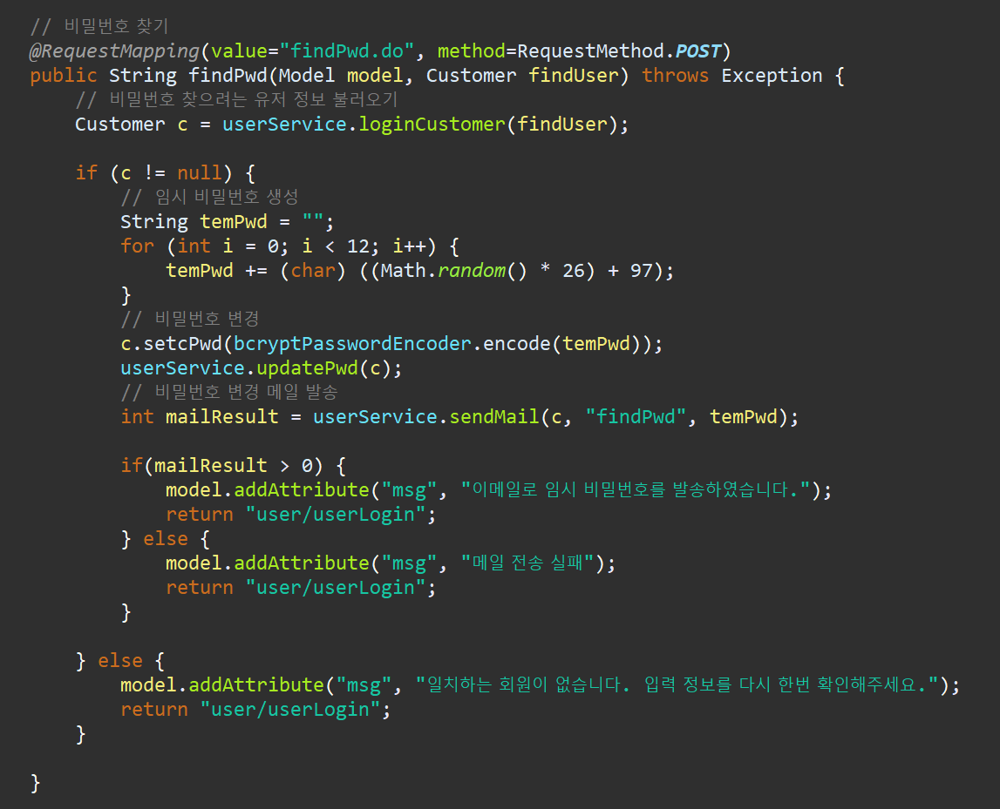 // 비밀번호 찾기
@RequestMapping(value="findPwd.do", method=RequestMethod.POST)
public String findPwd(Model model, Customer findUser) throws Exception {
// 비밀번호 찾으려는 유저 정보 불러오기
Customer c = userService.loginCustomer(findUser);
if (c != null) {
// 임시 비밀번호 생성
String temPwd = "";
for (int i = 0; i < 12; i++) {
temPwd += (char) ((Math.random() * 26) + 97);
}
// 비밀번호 변경
c.setcPwd(bcryptPasswordEncoder.encode(temPwd));
userService.updatePwd(c);
// 비밀번호 변경 메일 발송
int mailResult = userService.sendMail(c, "findPwd", temPwd);
if(mailResult > 0) {
model.addAttribute("msg", "이메일로 임시 비밀번호를 발송하였습니다.");
return "user/userLogin";
} else {
model.addAttribute("msg", "메일 전송 실패");
return "user/userLogin";
}
} else {
model.addAttribute("msg", "일치하는 회원이 없습니다. 입력 정보를 다시 한번 확인해주세요.");
return "user/userLogin";
}
}